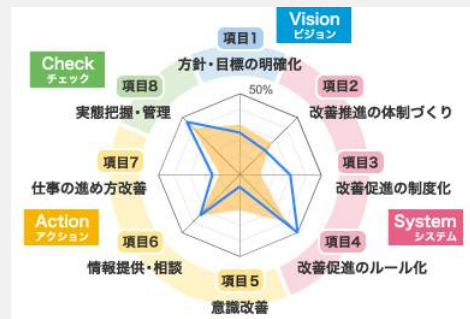 Vision
ビジョン
項目1
方針・目標の明確化
Check
チェック
項目8
実態把握・管理
50%
項目2
改善推進の体制づくり
項目7
仕事の進め方改善
項目3
改善促進の制度化
Action
アクション
System
システム
項目6
情報提供・相談
項目4
改善促進のルール化
項目5
意識改善